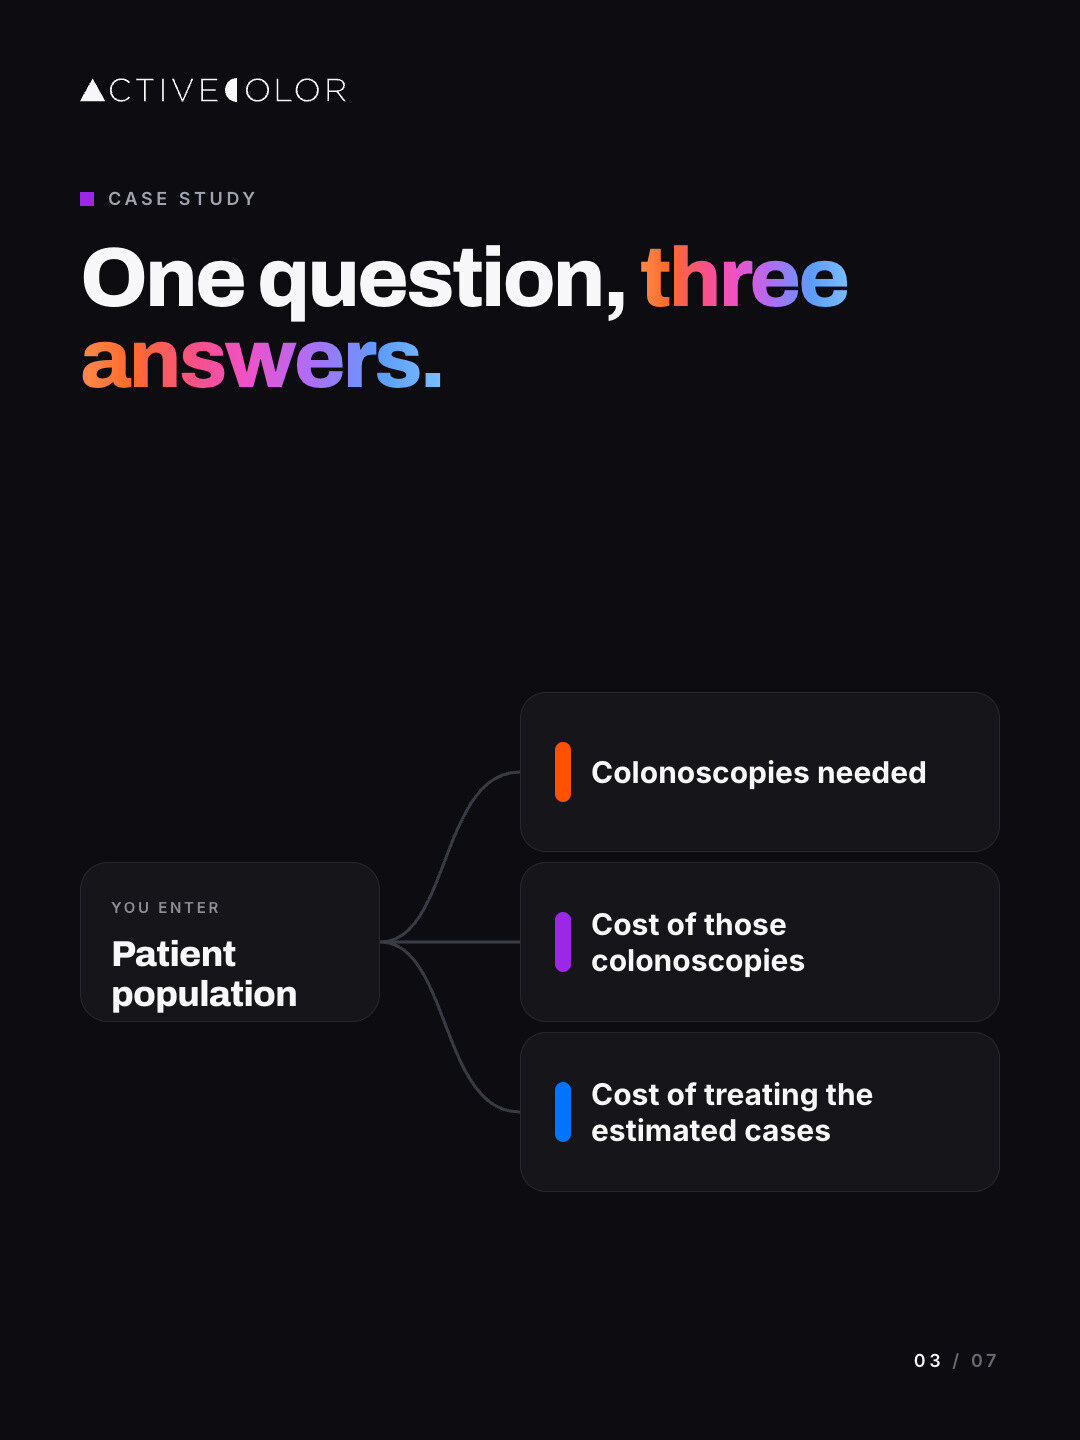 ACTIVECOLOR
CASE STUDY
One question, three
answers.
YOU ENTER
Patient
population
Colonoscopies needed
Cost of those
colonoscopies
Cost of treating the
estimated cases
03 / 07